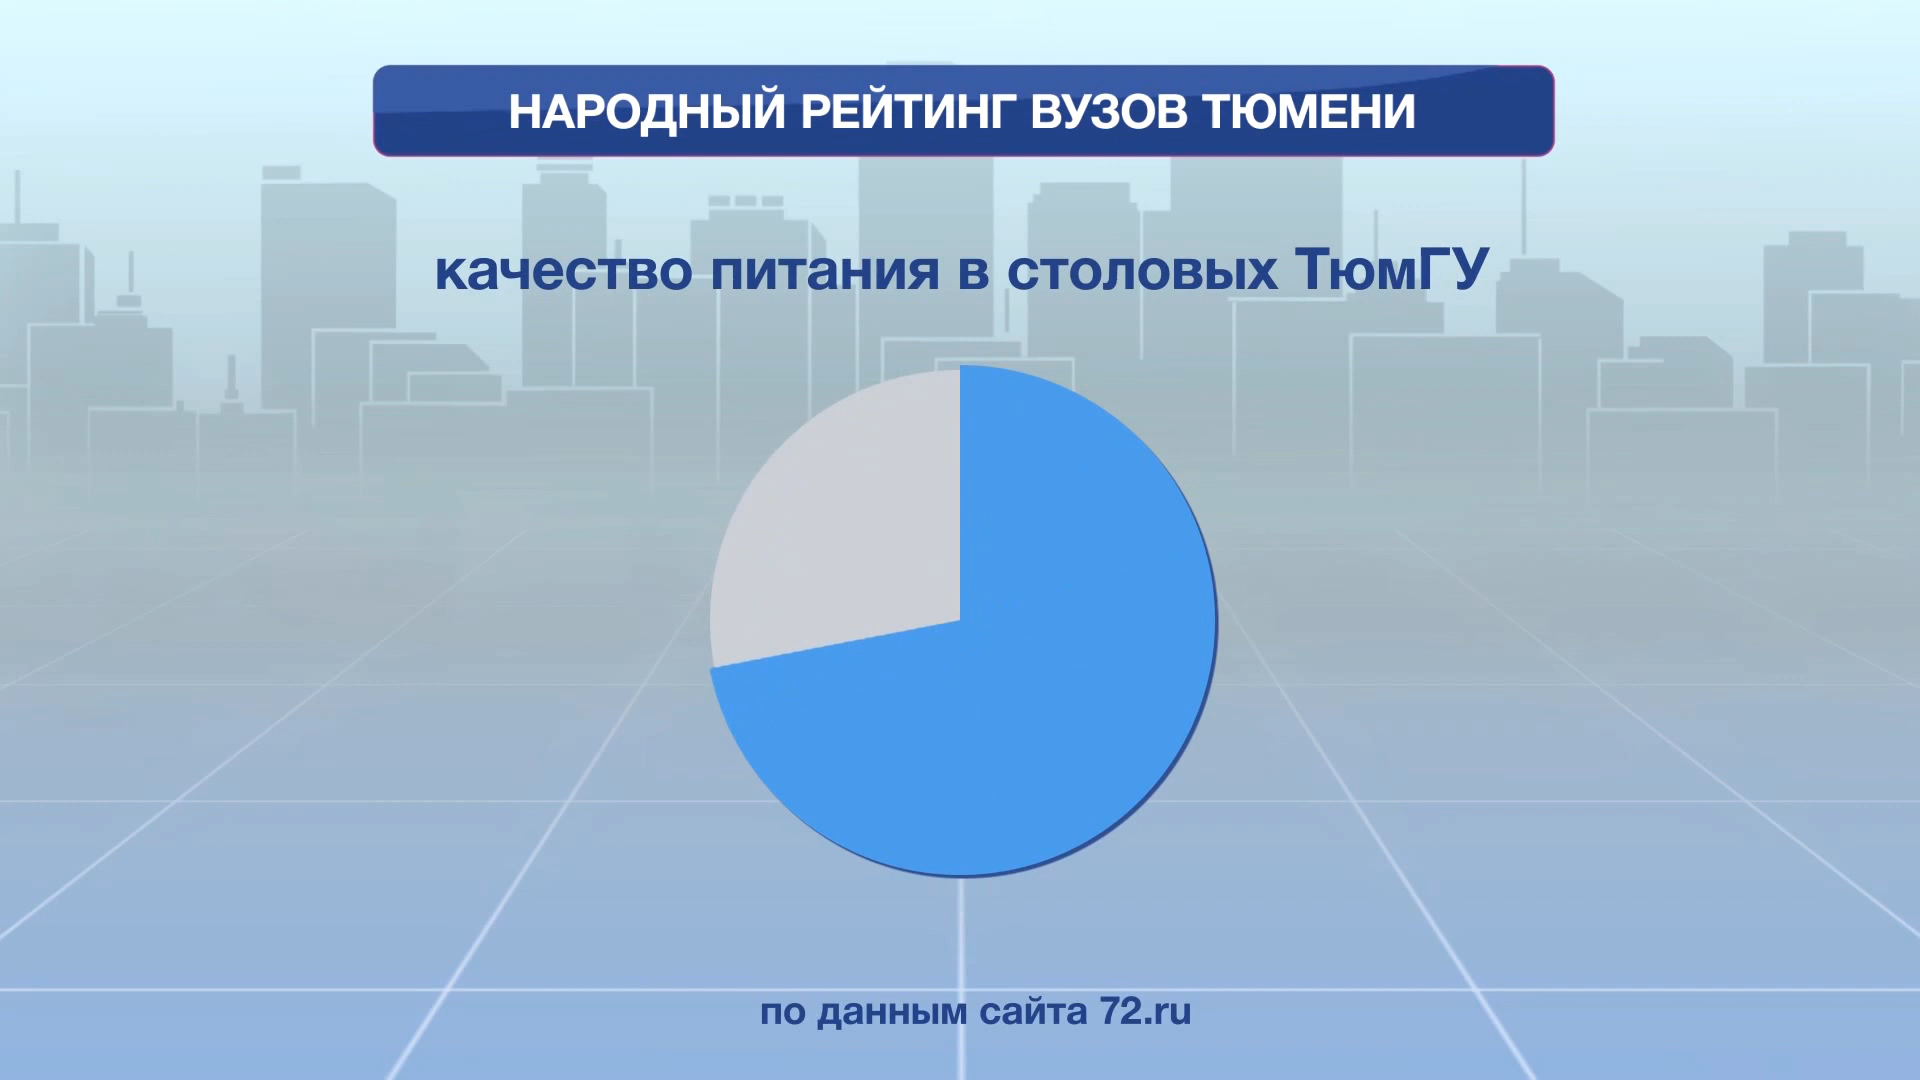 НАРОДНЫЙ РЕЙТИНГ ВУЗОВ ТЮМЕНИ
качество питания в столовых ТюмГУ
по данным сайта 72.ru